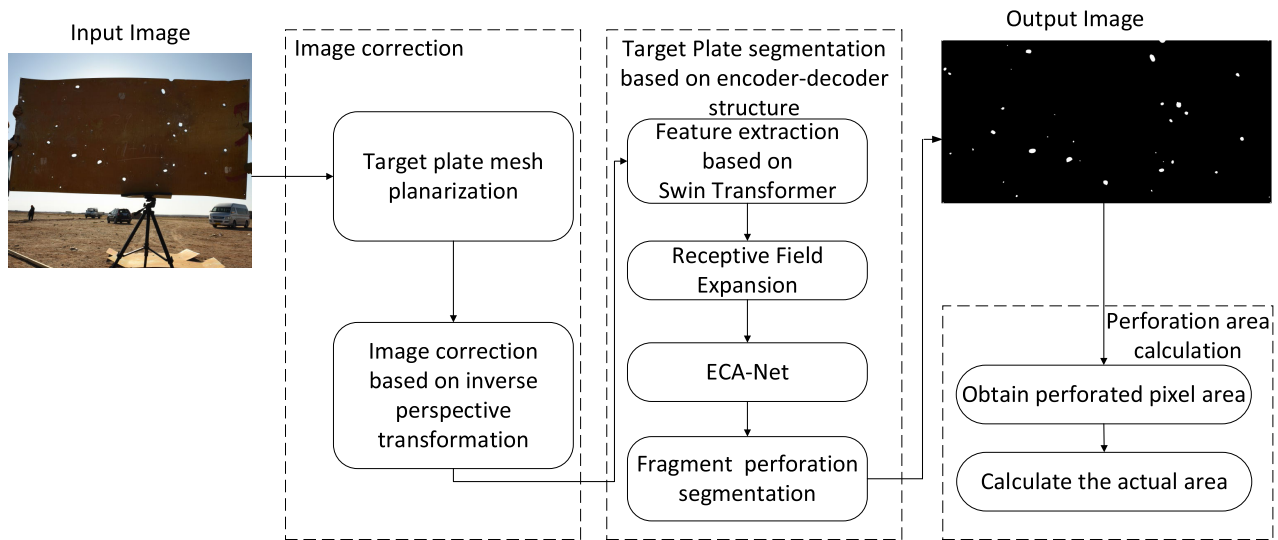 Input Image
Image correction
Target plate mesh
planarization
Image correction
based on inverse
perspective
transformation
Target Plate segmentation
based on encoder-decoder
structure
Feature extraction
based on
Swin Transformer
Receptive Field
Expansion
ECA-Net
Fragment perforation
segmentation
Output Image
Perforation area
calculation
Obtain perforated pixel area
Calculate the actual area